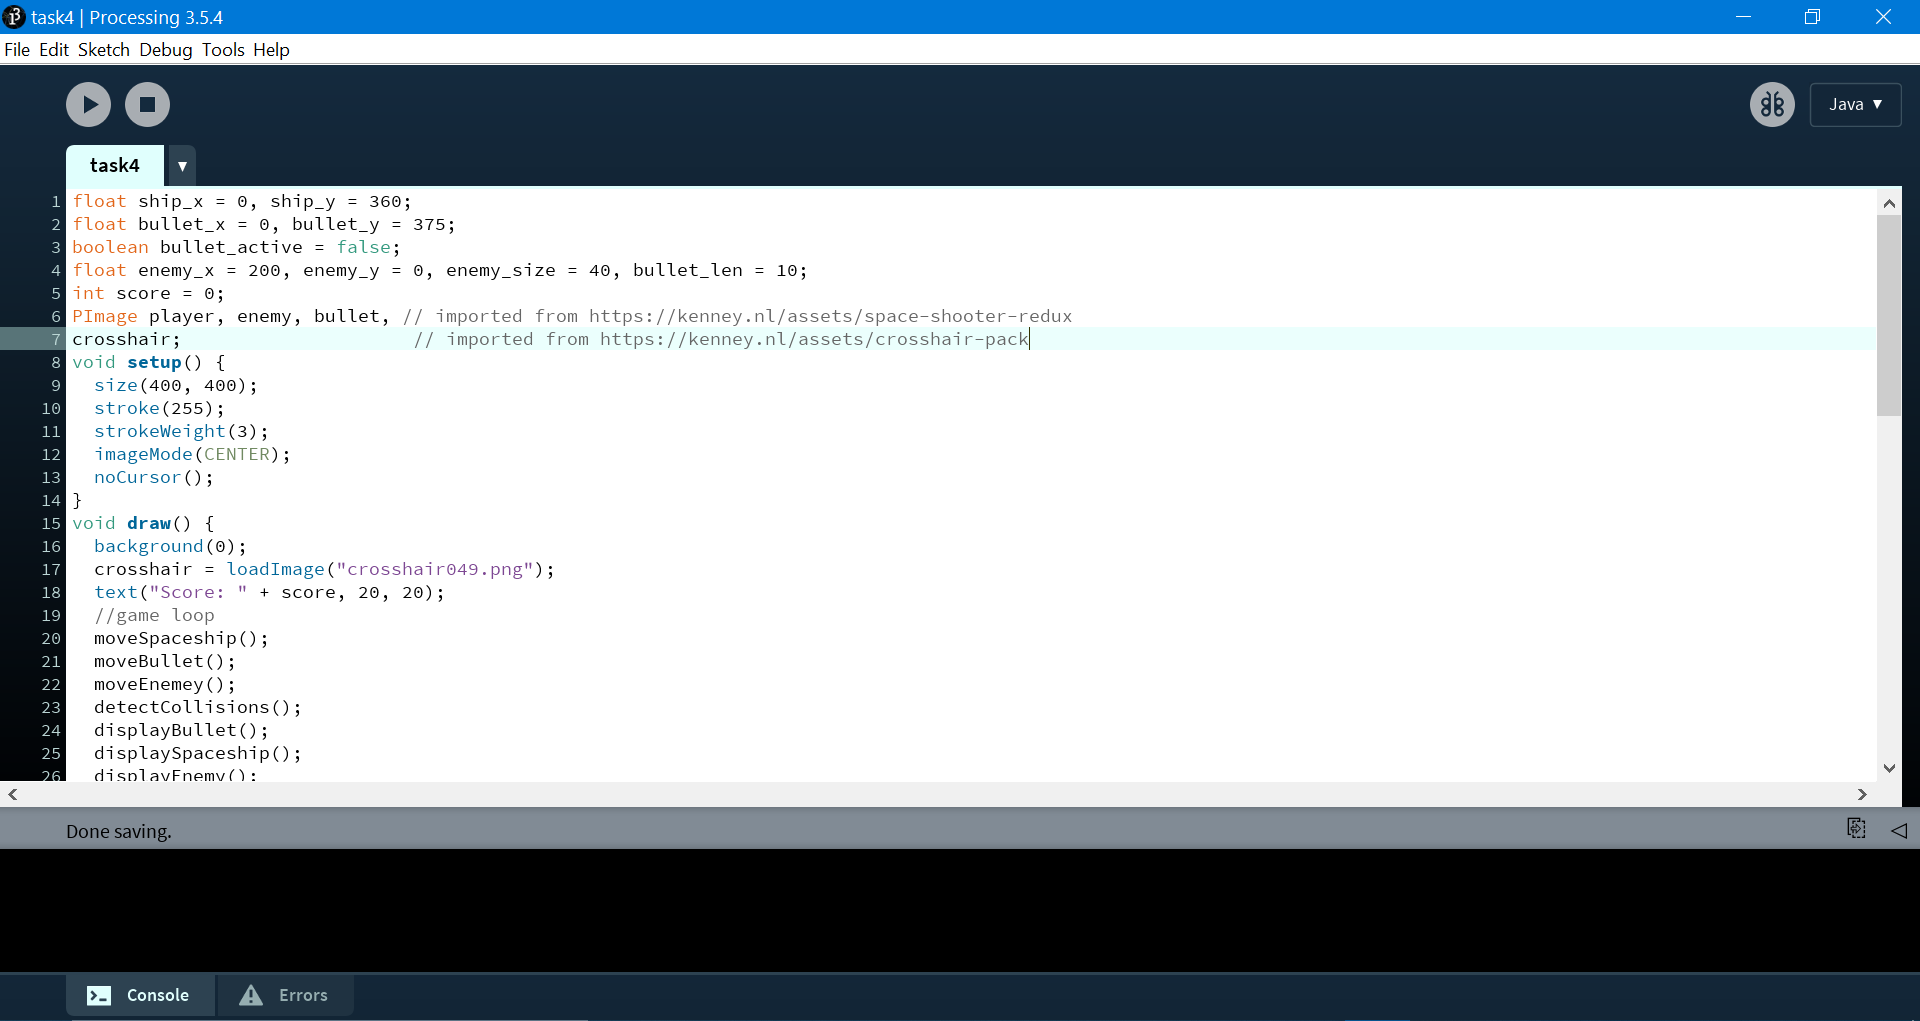 task4 | Processing 3.5.4
File Edit Sketch Debug Tools Help
Java ▼
task4 ▼
1 float ship_x = 0, ship_y = 360;
2 float bullet_x = 0, bullet_y = 375;
3 boolean bullet_active = false;
4 float enemy_x = 200, enemy_y = 0, enemy_size = 40, bullet_len = 10;
5 int score = 0;
6 PImage player, enemy, bullet, // imported from https://kenney.nl/assets/space-shooter-redux
7 crosshair;                     // imported from https://kenney.nl/assets/crosshair-pack
8 void setup() {
9   size(400, 400);
10   stroke(255);
11   strokeWeight(3);
12   imageMode(CENTER);
13   noCursor();
14 }
15 void draw() {
16   background(0);
17   crosshair = loadImage("crosshair049.png");
18   text("Score: " + score, 20, 20);
19   //game loop
20   moveSpaceship();
21   moveBullet();
22   moveEnemey();
23   detectCollisions();
24   displayBullet();
25   displaySpaceship();
26   displayEnemy();
Done saving.
Console Errors